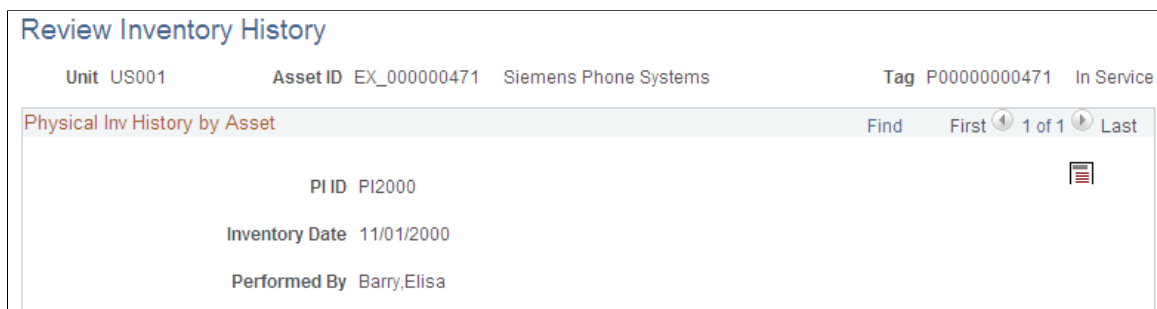 Review Inventory History
Unit US001 Asset ID EX_000000471 Siemens Phone Systems Tag P00000000471 In Service
Physical Inv History by Asset Find First 1 of 1 Last
PI ID PI2000
Inventory Date 11/01/2000
Performed By Barry,Elisa